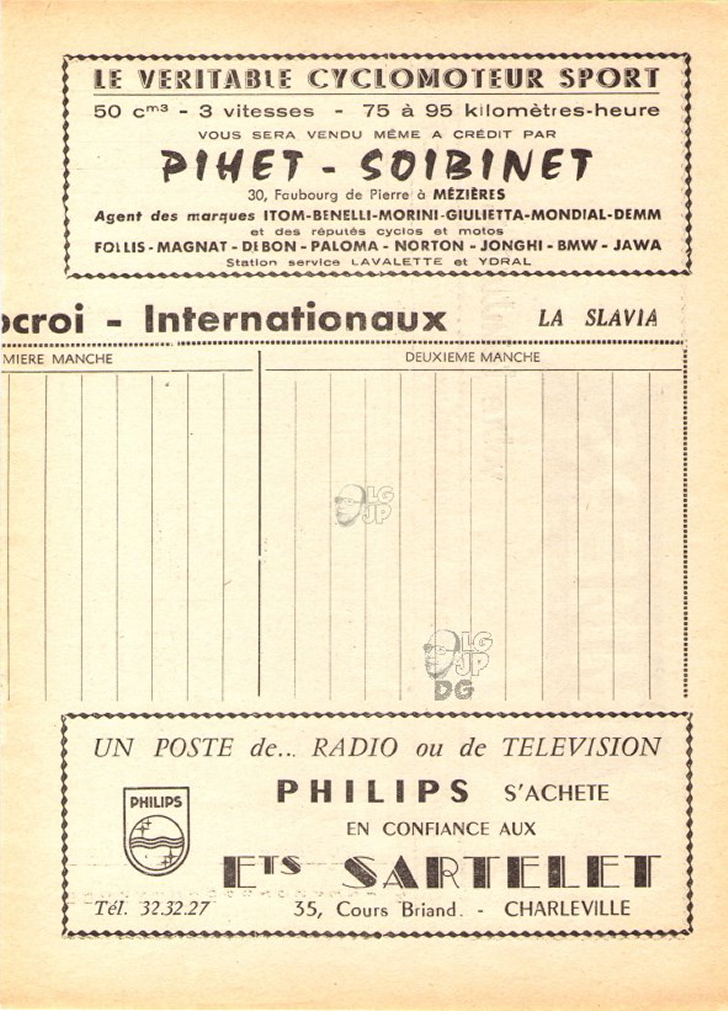 LE VERITABLE CYCLOMOTEUR SPORT
50 cm³ - 3 vitesses - 75 à 95 kilomètres-heure
VOUS SERA VENDU MÊME A CRÉDIT PAR
PIHET - SOIBINET
30, Faubourg de Pierre à MÉZIÈRES
Agent des marques ITOM-BENELLI-MORINI-GIULIETTA-MONDIAL-DEMM
et des réputés cyclos et motos
FOLLIS - MAGNAT - DEBON - PALOMA - NORTON - JONGHI - BMW - JAWA
Station service LAVALETTE et YDRAL
ocroi - Internationaux LA SLAVIA
MIERE MANCHE DEUXIEME MANCHE
LG
JP
LG
JP
DG
UN POSTE de... RADIO ou de TELEVISION
PHILIPS
PHILIPS S'ACHETE
EN CONFIANCE AUX
ETS SARTELET
Tél. 32.32.27 35, Cours Briand. - CHARLEVILLE